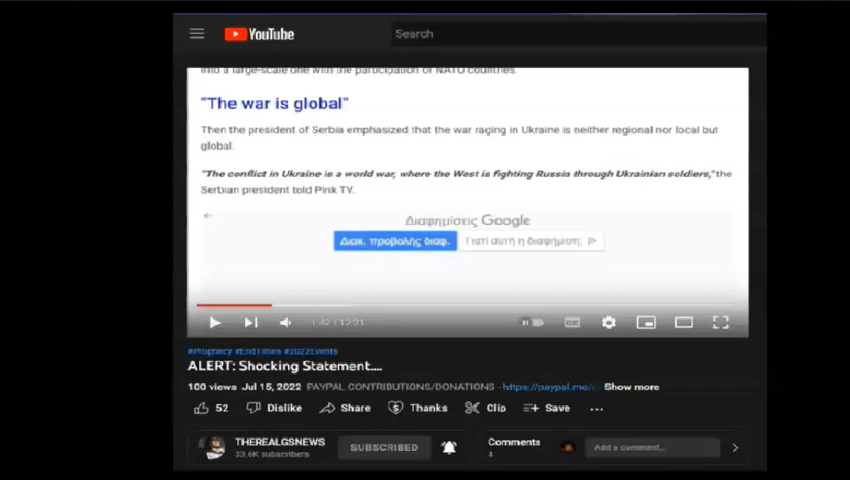 YouTube
Search
into a large-scale one with the participation of NATO countries.
"The war is global"
Then the president of Serbia emphasized that the war raging in Ukraine is neither regional nor local but
global.
"The conflict in Ukraine is a world war, where the West is fighting Russia through Ukrainian soldiers," the
Serbian president told Pink TV.
Διαφημίσεις Google
Διακ. προβολής διαφ. Γιατί αυτή η διαφήμιση;
1:42 / 12:21
#Prophecy #EndTimes #2022Events
ALERT: Shocking Statement....
160 views Jul 15, 2022 PAYPAL CONTRIBUTIONS/DONATIONS - https://paypal.me/ Show more
52 Dislike Share Thanks Clip Save ...
THEREALGSNEWS SUBSCRIBED Comments Add a comment...
33.6K subscribers 4